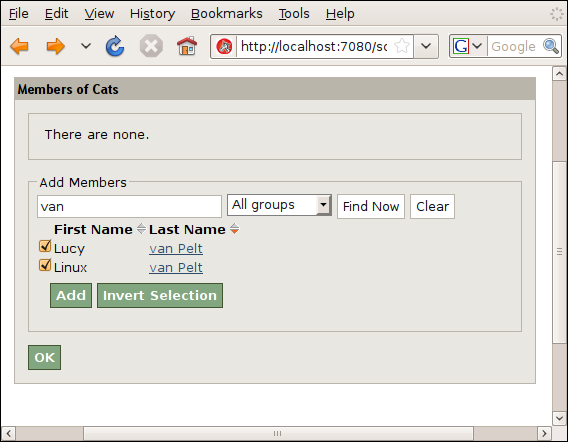 File Edit View History Bookmarks Tools Help
http://localhost:7080/sc G Google
Members of Cats
There are none.
Add Members
van All groups Find Now Clear
First Name Last Name
Lucy van Pelt
Linux van Pelt
Add Invert Selection
OK